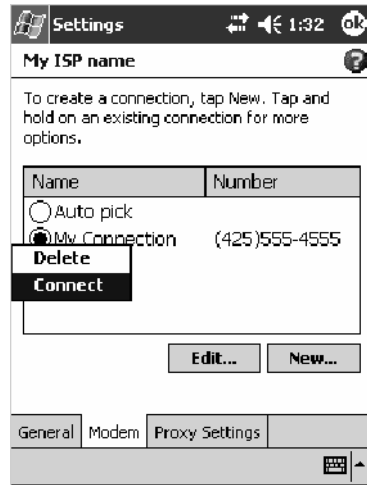 Settings 1:32 ok
My ISP name ?
To create a connection, tap New. Tap and
hold on an existing connection for more
options.
Name Number
Auto pick
My Connection (425)555-4555
Delete
Connect
Edit... New...
General Modem Proxy Settings